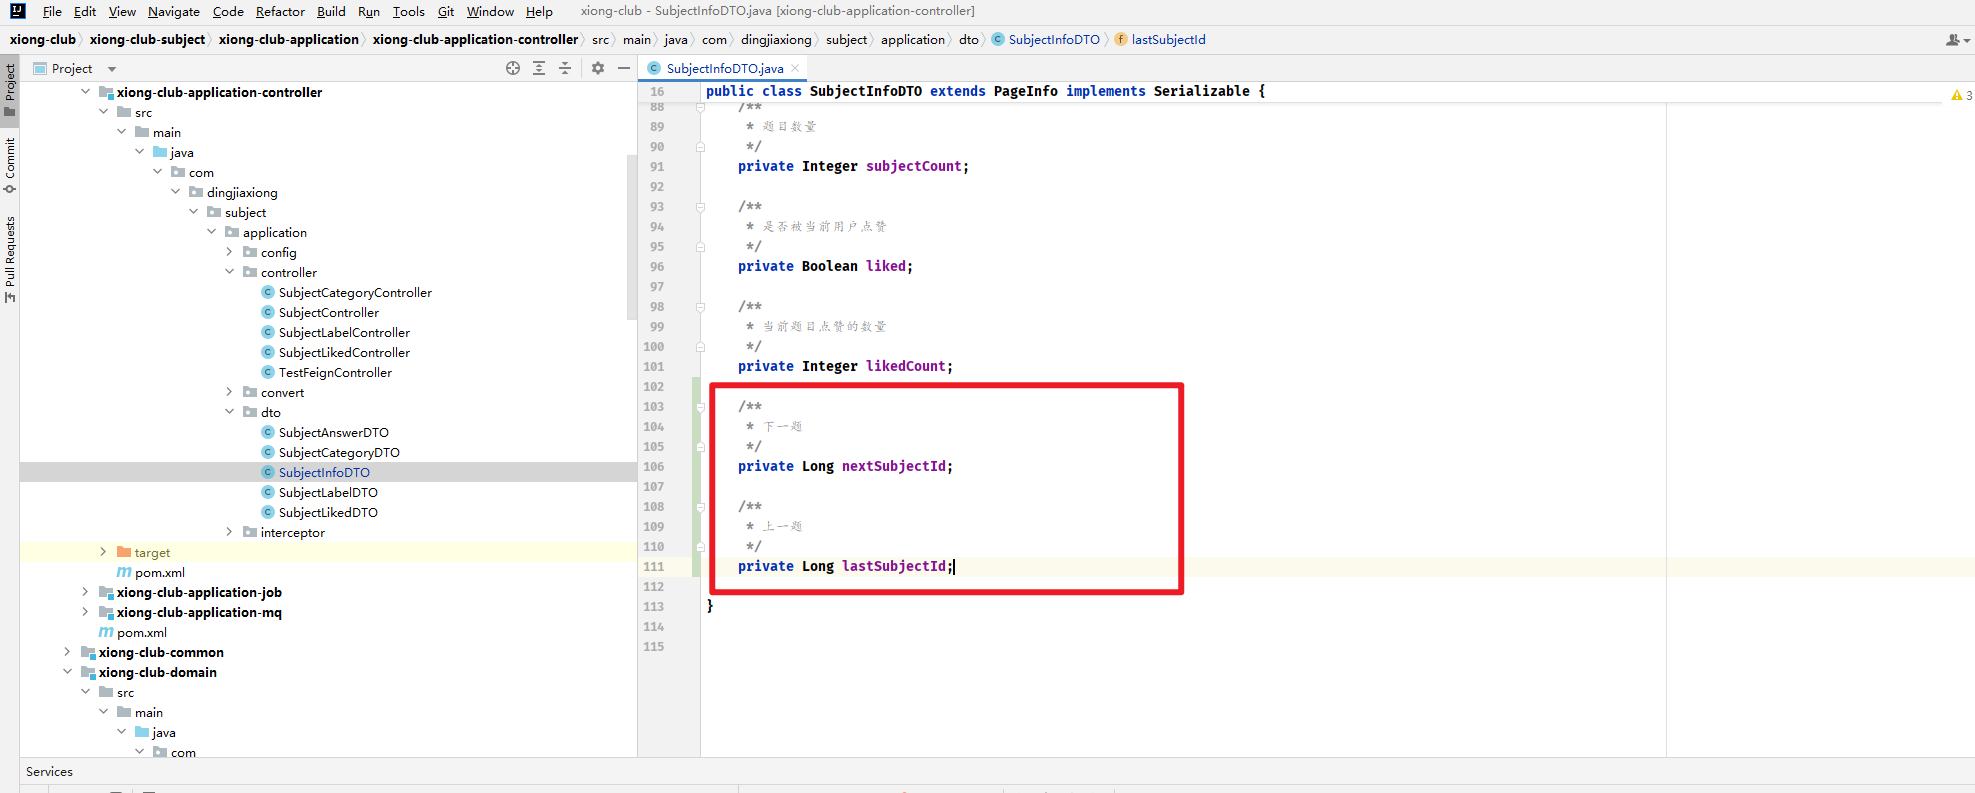 File Edit View Navigate Code Refactor Build Run Tools Git Window Help xiong-club - SubjectInfoDTO.java [xiong-club-application-controller]
xiong-club xiong-club-subject xiong-club-application xiong-club-application-controller src main java com dingjiaxiong subject application dto SubjectInfoDTO lastSubjectId
Project
Commit
Pull Requests
Project
xiong-club-application-controller
src
main
java
com
dingjiaxiong
subject
application
config
controller
SubjectCategoryController
SubjectController
SubjectLabelController
SubjectLikedController
TestFeignController
convert
dto
SubjectAnswerDTO
SubjectCategoryDTO
SubjectInfoDTO
SubjectLabelDTO
SubjectLikedDTO
interceptor
target
pom.xml
xiong-club-application-job
xiong-club-application-mq
pom.xml
xiong-club-common
xiong-club-domain
src
main
java
com
SubjectInfoDTO.java
3
16 public class SubjectInfoDTO extends PageInfo implements Serializable {
88 /**
89 * 题目数量
90 */
91 private Integer subjectCount;
92
93 /**
94 * 是否被当前用户点赞
95 */
96 private Boolean liked;
97
98 /**
99 * 当前题目点赞的数量
100 */
101 private Integer likedCount;
102
103 /**
104 * 下一题
105 */
106 private Long nextSubjectId;
107
108 /**
109 * 上一题
110 */
111 private Long lastSubjectId;
112
113 }
114
115
Services